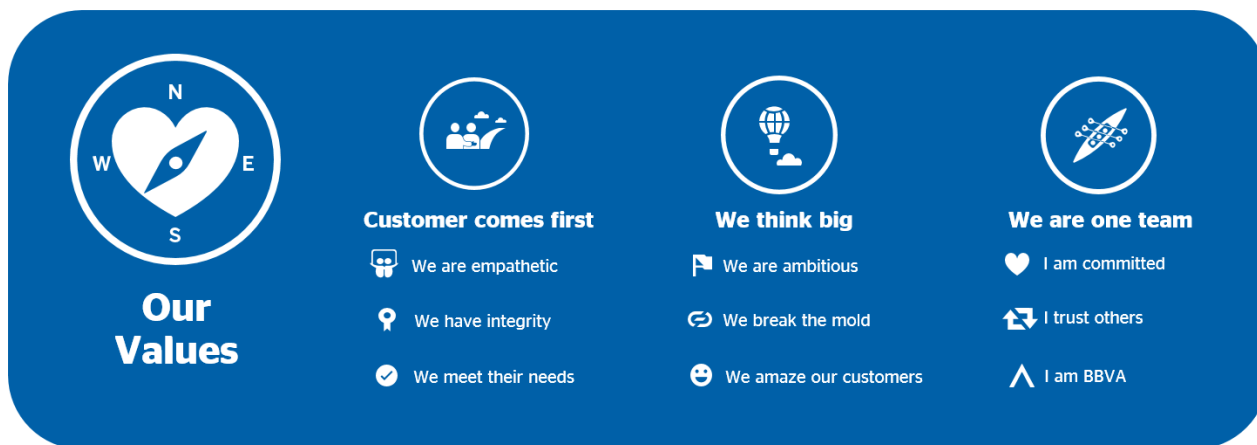 N
W
E
S
Our
Values
Customer comes first
We are empathetic
We have integrity
We meet their needs
We think big
We are ambitious
We break the mold
We amaze our customers
We are one team
I am committed
I trust others
I am BBVA